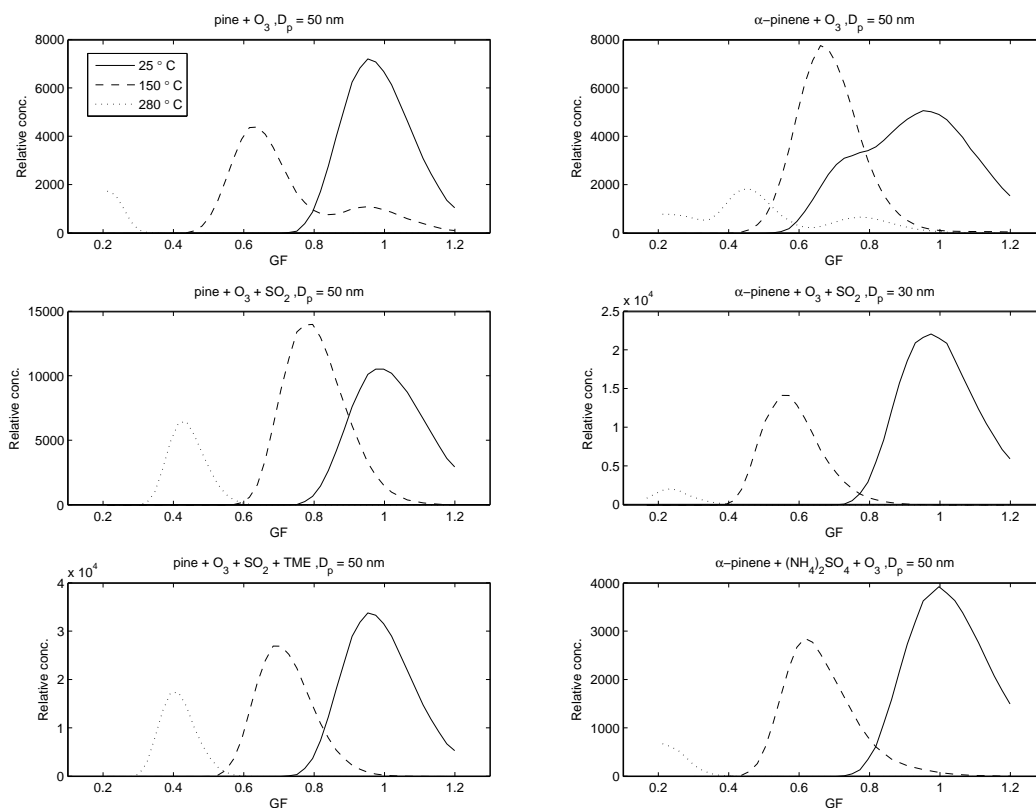 pine + O3 ,Dp = 50 nm
8000
6000
4000
2000
0
Relative conc.
25 ° C
150 ° C
280 ° C
0.2 0.4 0.6 0.8 1 1.2
GF
α−pinene + O3 ,Dp = 50 nm
8000
6000
4000
2000
0
Relative conc.
0.2 0.4 0.6 0.8 1 1.2
GF
pine + O3 + SO2 ,Dp = 50 nm
15000
10000
5000
0
Relative conc.
0.2 0.4 0.6 0.8 1 1.2
GF
α−pinene + O3 + SO2 ,Dp = 30 nm
x 10^4
2.5
2
1.5
1
0.5
0
Relative conc.
0.2 0.4 0.6 0.8 1 1.2
GF
pine + O3 + SO2 + TME ,Dp = 50 nm
x 10^4
4
3
2
1
0
Relative conc.
0.2 0.4 0.6 0.8 1 1.2
GF
α−pinene + (NH4)2SO4 + O3 ,Dp = 50 nm
4000
3000
2000
1000
0
Relative conc.
0.2 0.4 0.6 0.8 1 1.2
GF